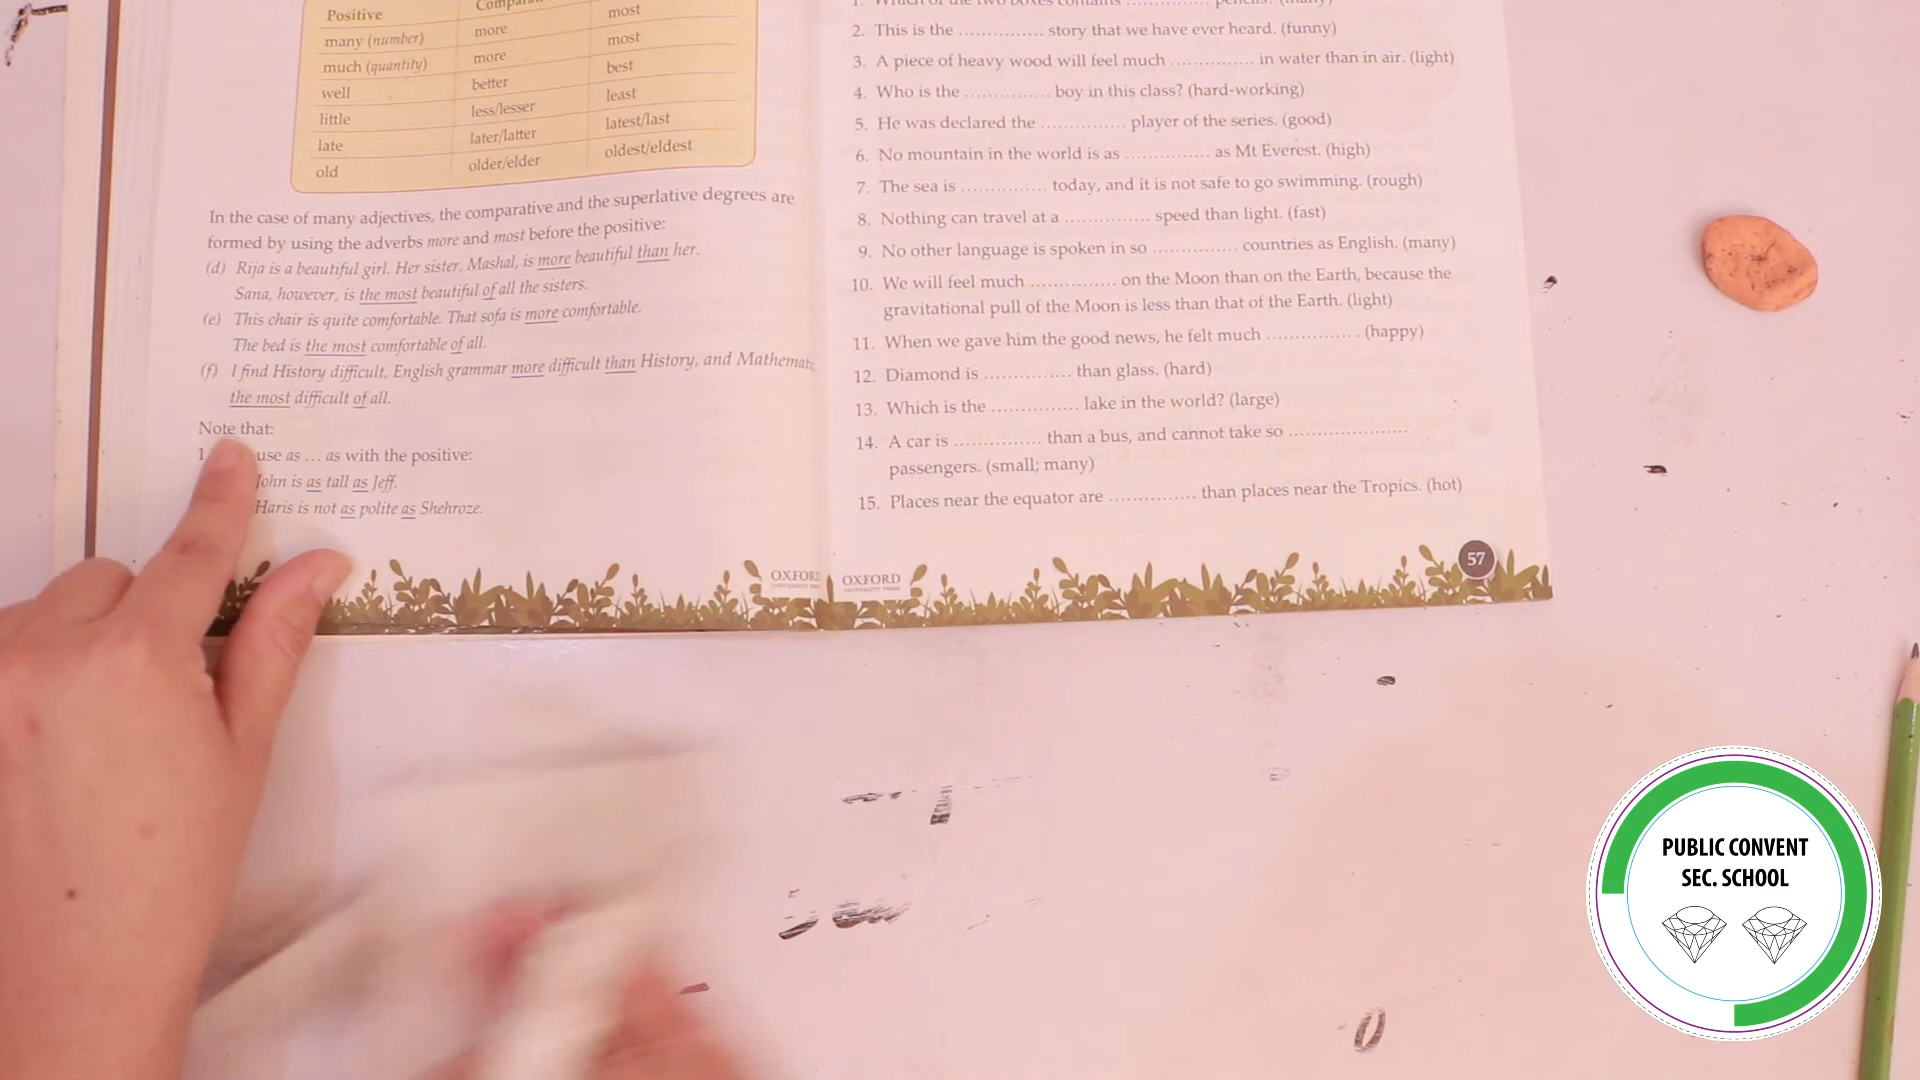 Positive
many (number) more most
much (quantity) more most
well better best
little less/lesser least
late later/latter latest/last
old older/elder oldest/eldest
In the case of many adjectives, the comparative and the superlative degrees are
formed by using the adverbs more and most before the positive:
(d) Rija is a beautiful girl. Her sister, Mashal, is more beautiful than her.
Sana, however, is the most beautiful of all the sisters.
(e) This chair is quite comfortable. That sofa is more comfortable.
The bed is the most comfortable of all.
(f) I find History difficult, English grammar more difficult than History, and
the most difficult of all.
Note that:
1 use as ... as with the positive:
John is as tall as Jeff.
Haris is not as polite as Shehroze.
OXFORD
1. Which of the two boxes contains .............. pencils? (many)
2. This is the .............. story that we have ever heard. (funny)
3. A piece of heavy wood will feel much .............. in water than in air. (light)
4. Who is the .............. boy in this class? (hard-working)
5. He was declared the .............. player of the series. (good)
6. No mountain in the world is as .............. as Mt Everest. (high)
7. The sea is .............. today, and it is not safe to go swimming. (rough)
8. Nothing can travel at a .............. speed than light. (fast)
9. No other language is spoken in so .............. countries as English. (many)
10. We will feel much .............. on the Moon than on the Earth, because the
gravitational pull of the Moon is less than that of the Earth. (light)
11. When we gave him the good news, he felt much .............. . (happy)
12. Diamond is .............. than glass. (hard)
13. Which is the .............. lake in the world? (large)
14. A car is .............. than a bus, and cannot take so ....................
passengers. (small; many)
15. Places near the equator are .............. than places near the Tropics. (hot)
57
OXFORD
UNIVERSITY PRESS
PUBLIC CONVENT
SEC. SCHOOL